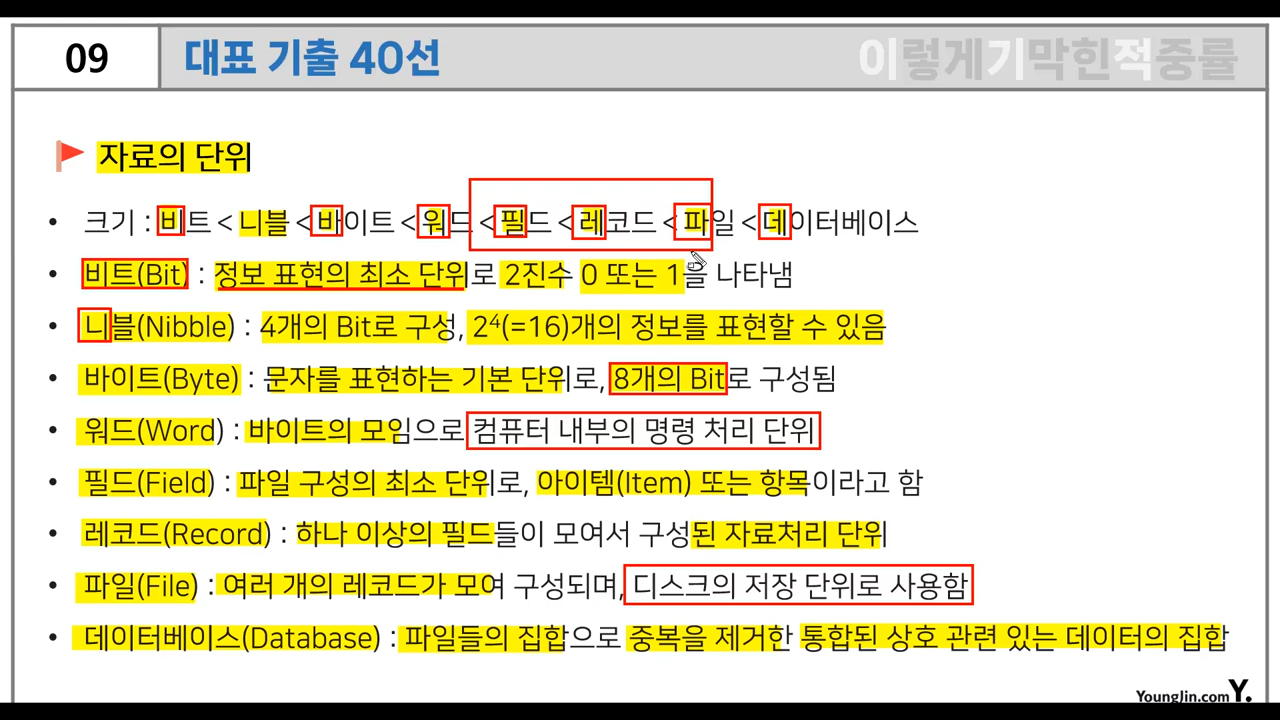 09
대표 기출 40선
이렇게기막힌적중률
자료의 단위
• 크기 : 비트 < 니블 < 바이트 < 워드 < 필드 < 레코드 < 파일 < 데이터베이스
• 비트(Bit) : 정보 표현의 최소 단위로 2진수 0 또는 1을 나타냄
• 니블(Nibble) : 4개의 Bit로 구성, 2⁴(=16)개의 정보를 표현할 수 있음
• 바이트(Byte) : 문자를 표현하는 기본 단위로, 8개의 Bit로 구성됨
• 워드(Word) : 바이트의 모임으로 컴퓨터 내부의 명령 처리 단위
• 필드(Field) : 파일 구성의 최소 단위로, 아이템(Item) 또는 항목이라고 함
• 레코드(Record) : 하나 이상의 필드들이 모여서 구성된 자료처리 단위
• 파일(File) : 여러 개의 레코드가 모여 구성되며, 디스크의 저장 단위로 사용함
• 데이터베이스(Database) : 파일들의 집합으로 중복을 제거한 통합된 상호 관련 있는 데이터의 집합
YoungJin.com Y.